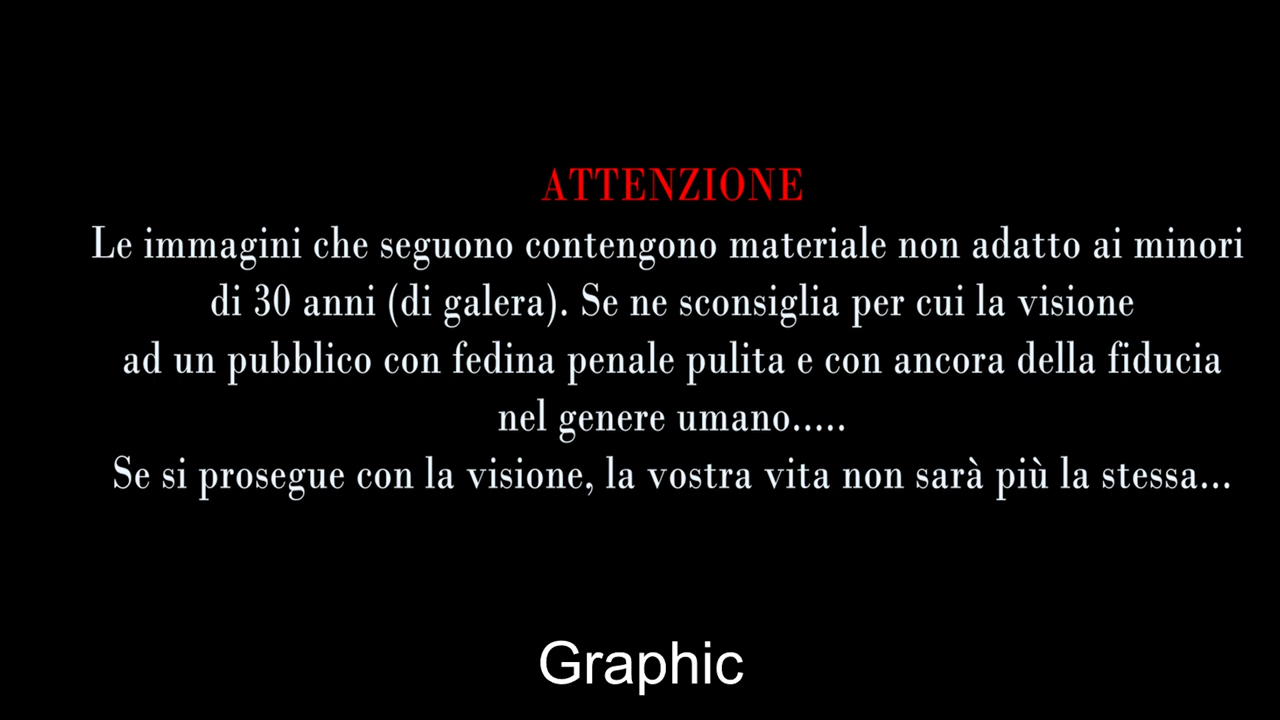 ATTENZIONE
Le immagini che seguono contengono materiale non adatto ai minori
di 30 anni (di galera). Se ne sconsiglia per cui la visione
ad un pubblico con fedina penale pulita e con ancora della fiducia
nel genere umano.....
Se si prosegue con la visione, la vostra vita non sarà più la stessa...
Graphic